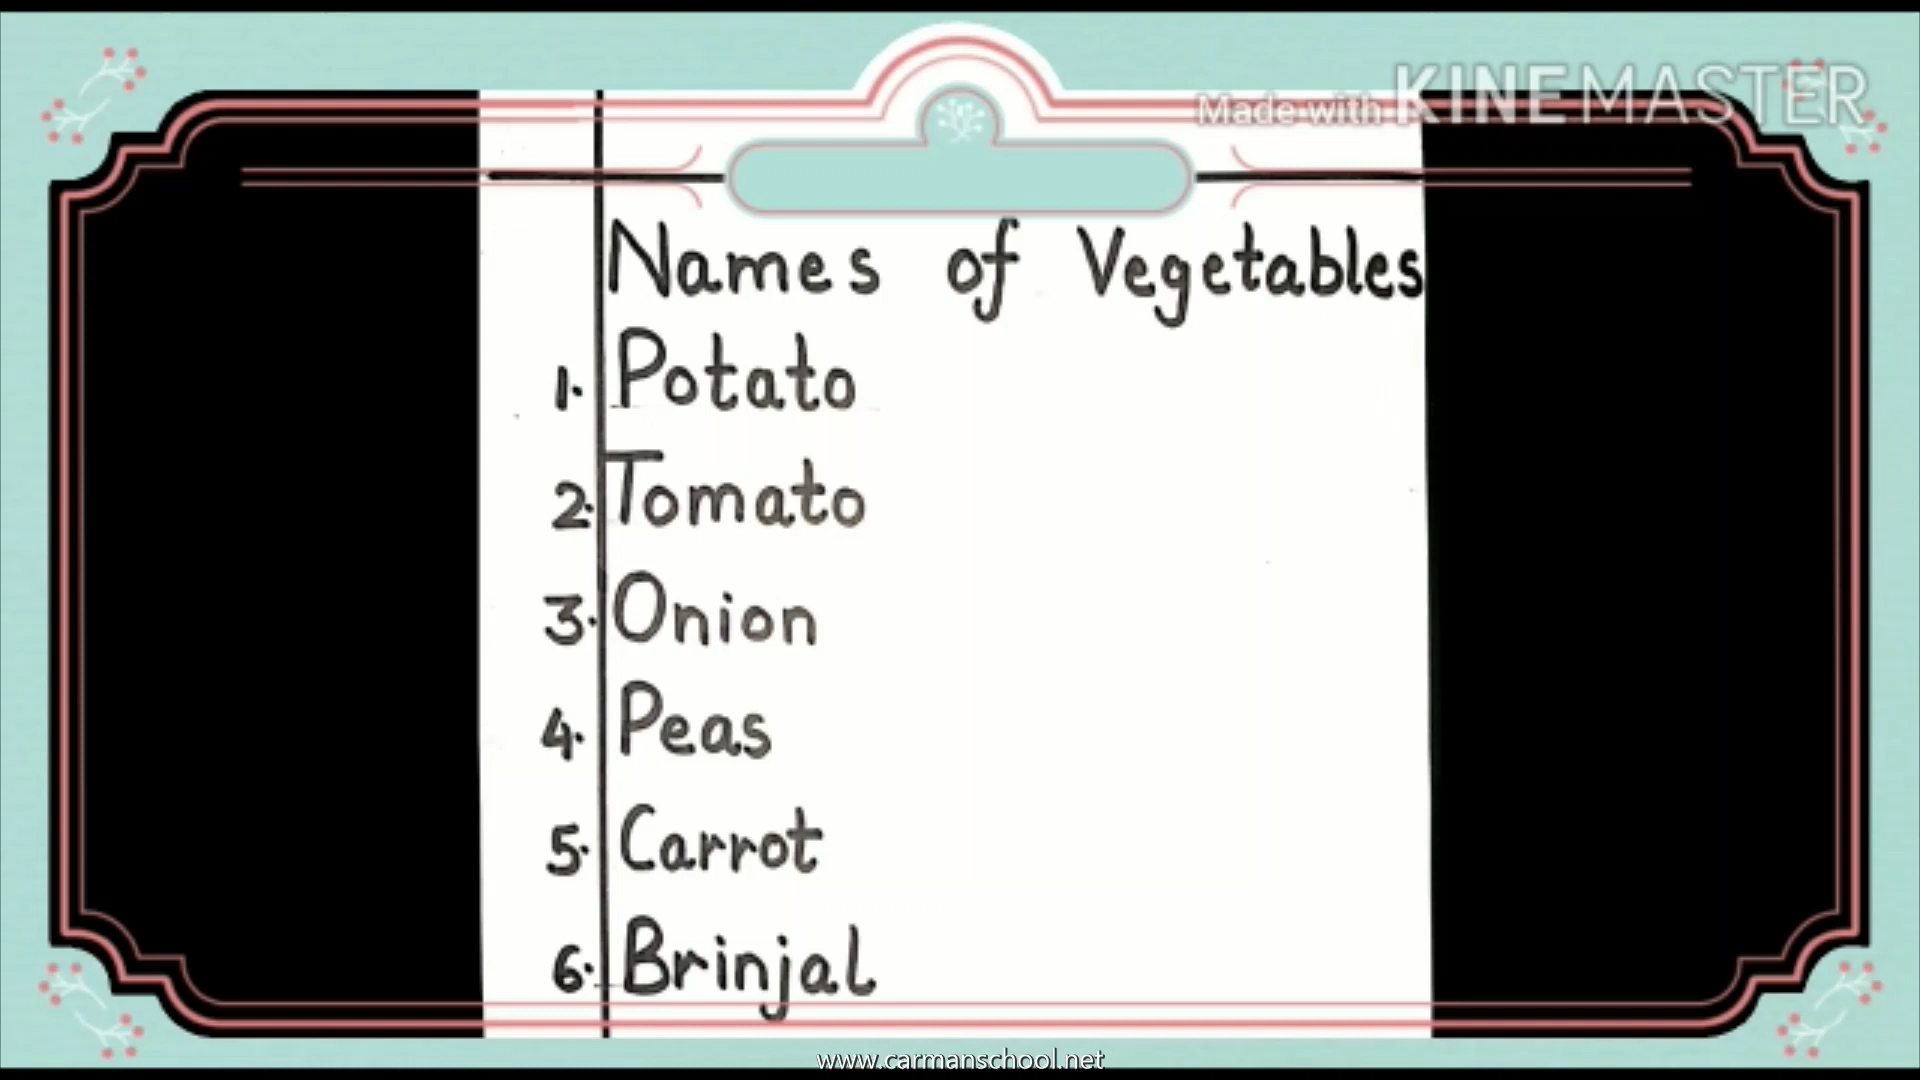 Made with KINEMASTER
Names of Vegetables
1. Potato
2. Tomato
3. Onion
4. Peas
5. Carrot
6. Brinjal
www.carmanschool.net